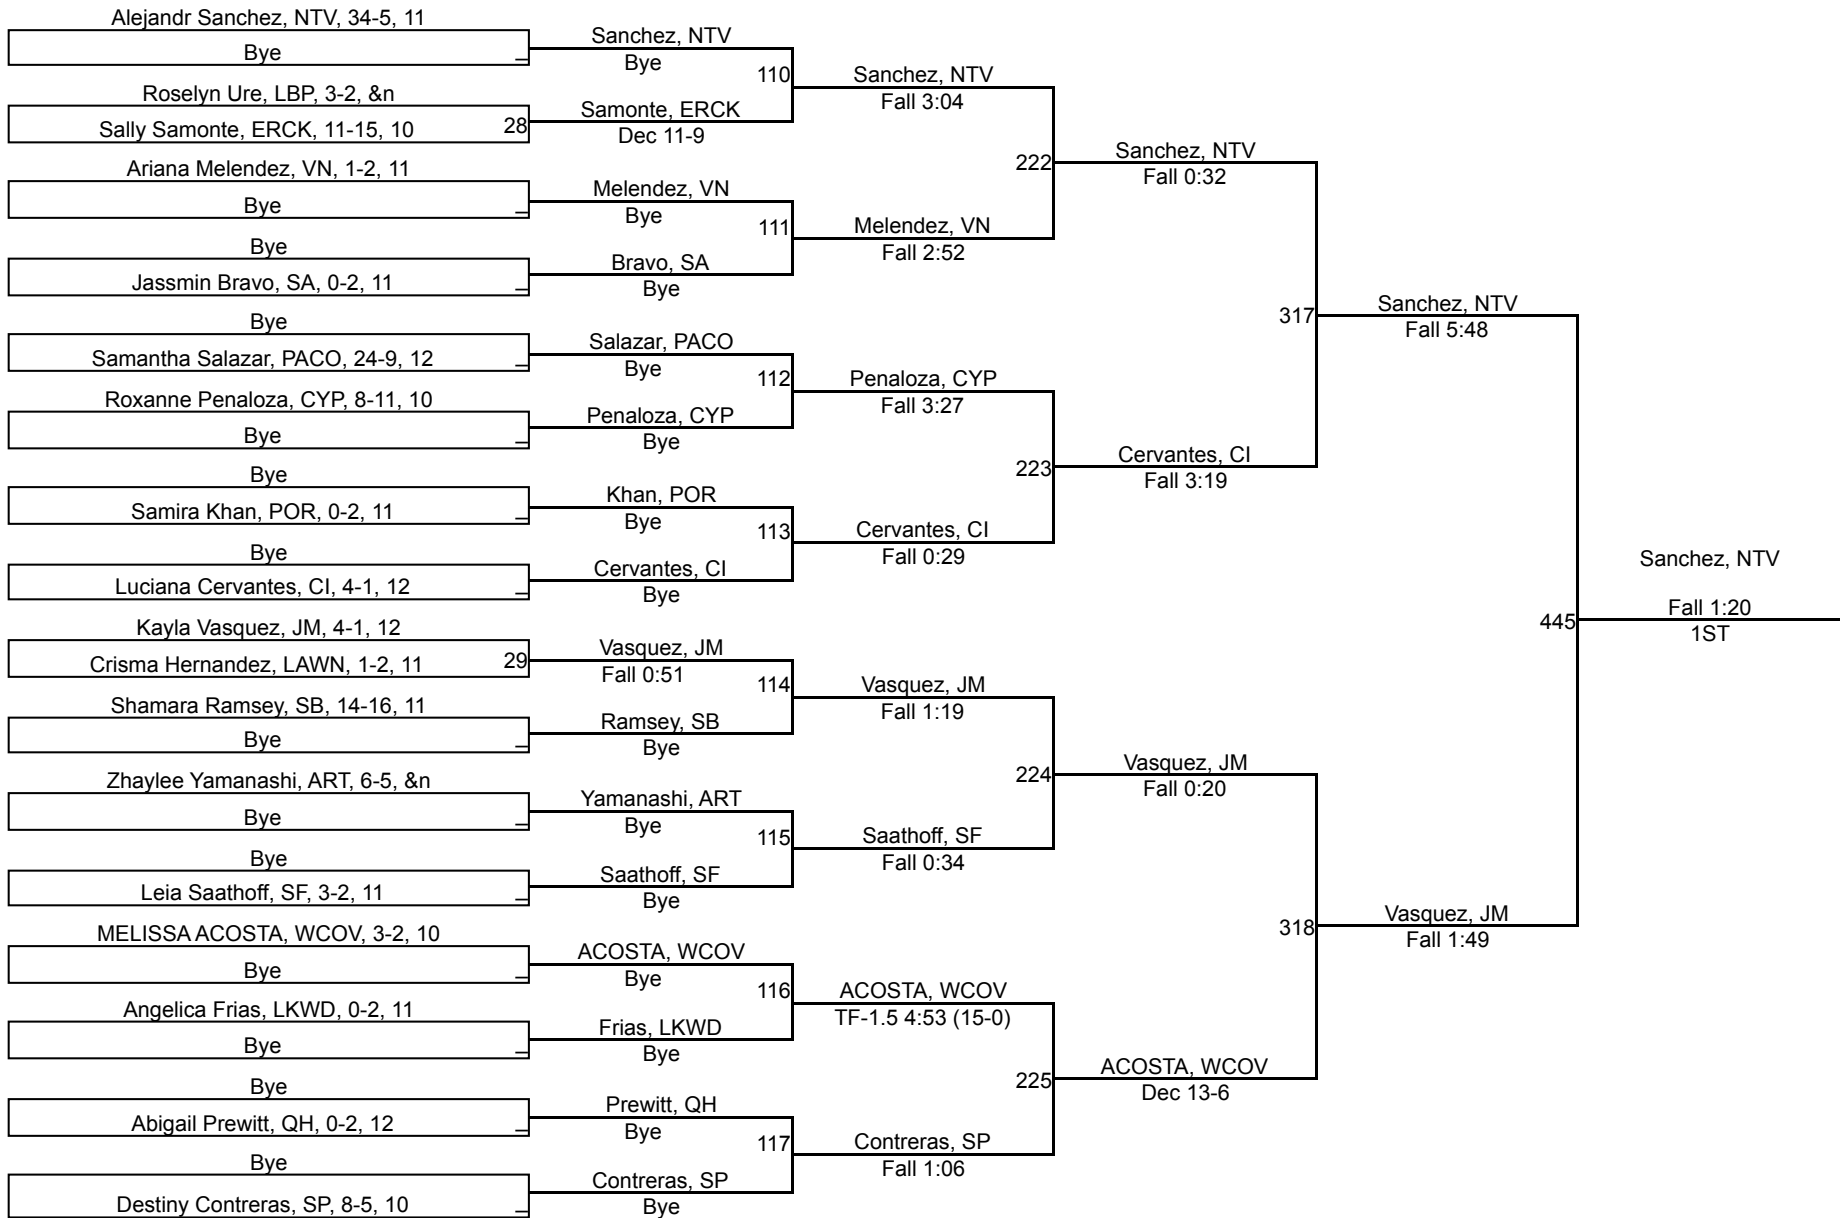 Alejandr Sanchez, NTV, 34-5, 11
Bye
Roselyn Ure, LBP, 3-2, &n
Sally Samonte, ERCK, 11-15, 10 28
Ariana Melendez, VN, 1-2, 11
Bye
Bye
Jassmin Bravo, SA, 0-2, 11
Bye
Samantha Salazar, PACO, 24-9, 12
Roxanne Penaloza, CYP, 8-11, 10
Bye
Bye
Samira Khan, POR, 0-2, 11
Bye
Luciana Cervantes, CI, 4-1, 12
Kayla Vasquez, JM, 4-1, 12
Crisma Hernandez, LAWN, 1-2, 11 29
Shamara Ramsey, SB, 14-16, 11
Bye
Zhaylee Yamanashi, ART, 6-5, &n
Bye
Bye
Leia Saathoff, SF, 3-2, 11
MELISSA ACOSTA, WCOV, 3-2, 10
Bye
Angelica Frias, LKWD, 0-2, 11
Bye
Bye
Abigail Prewitt, QH, 0-2, 12
Bye
Destiny Contreras, SP, 8-5, 10
Sanchez, NTV
Bye
110
Samonte, ERCK
Dec 11-9
Melendez, VN
Bye
111
Bravo, SA
Bye
Salazar, PACO
Bye
112
Penaloza, CYP
Bye
Khan, POR
Bye
113
Cervantes, CI
Bye
Vasquez, JM
Fall 0:51
114
Ramsey, SB
Bye
Yamanashi, ART
Bye
115
Saathoff, SF
Bye
ACOSTA, WCOV
Bye
116
Frias, LKWD
Bye
Prewitt, QH
Bye
117
Contreras, SP
Bye
Sanchez, NTV
Fall 3:04
222
Melendez, VN
Fall 2:52
Penaloza, CYP
Fall 3:27
223
Cervantes, CI
Fall 0:29
Vasquez, JM
Fall 1:19
224
Saathoff, SF
Fall 0:34
ACOSTA, WCOV
TF-1.5 4:53 (15-0)
225
Contreras, SP
Fall 1:06
Sanchez, NTV
Fall 0:32
317
Cervantes, CI
Fall 3:19
Vasquez, JM
Fall 0:20
318
ACOSTA, WCOV
Dec 13-6
Sanchez, NTV
Fall 5:48
445
Vasquez, JM
Fall 1:49
Sanchez, NTV
Fall 1:20
1ST